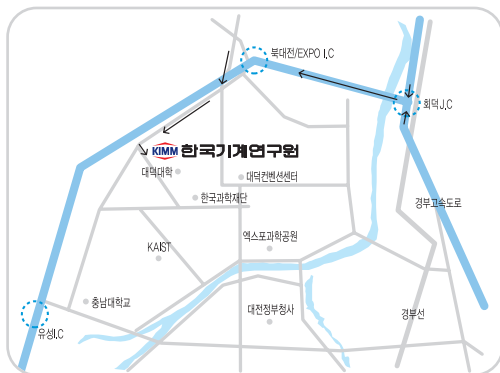 북대전/EXPO I.C
회덕 J.C
KIMM 한국기계연구원
대덕대학
대덕컨벤션센터
한국과학재단
경부고속도로
엑스포과학공원
KAIST
충남대학교
대전정부청사
경부선
유성I.C